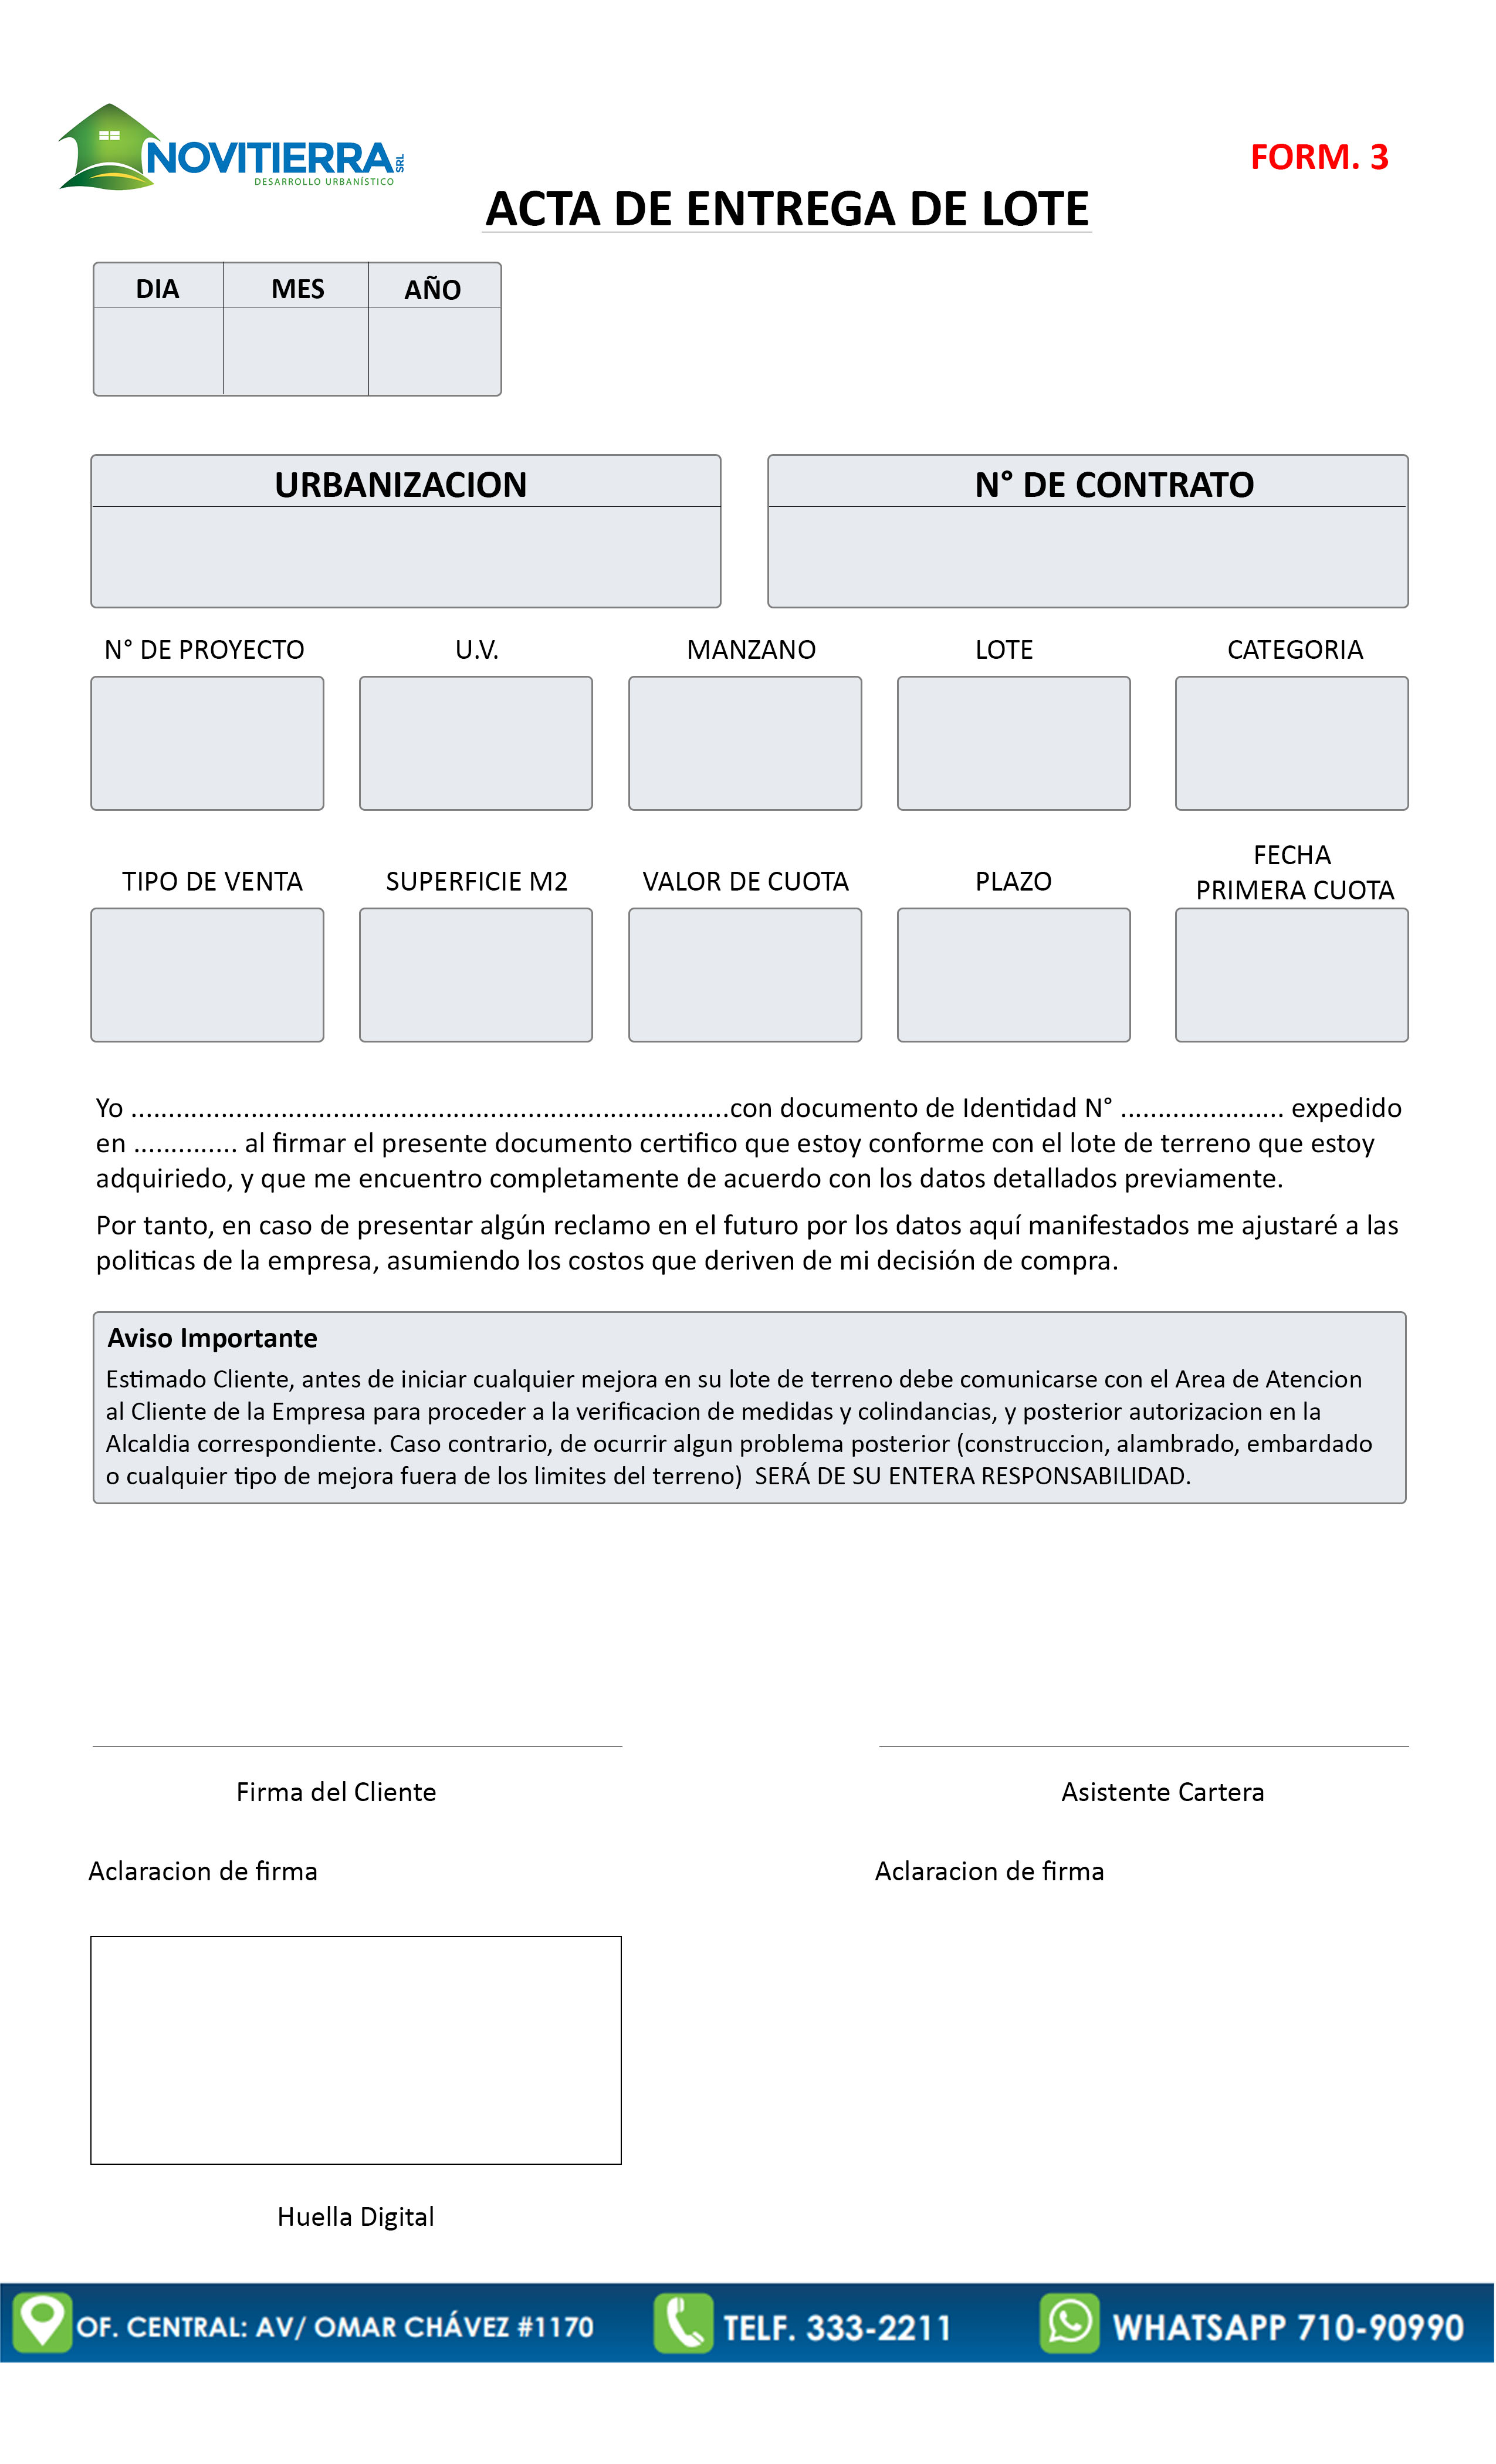 NOVITIERRA SRL
DESARROLLO URBANÍSTICO
FORM. 3
ACTA DE ENTREGA DE LOTE
DIA MES AÑO
URBANIZACION N° DE CONTRATO
N° DE PROYECTO U.V. MANZANO LOTE CATEGORIA
TIPO DE VENTA SUPERFICIE M2 VALOR DE CUOTA PLAZO FECHA
PRIMERA CUOTA
Yo ................................................................................con documento de Identidad N° ...................... expedido
en .............. al firmar el presente documento certifico que estoy conforme con el lote de terreno que estoy
adquiriedo, y que me encuentro completamente de acuerdo con los datos detallados previamente.
Por tanto, en caso de presentar algún reclamo en el futuro por los datos aquí manifestados me ajustaré a las
politicas de la empresa, asumiendo los costos que deriven de mi decisión de compra.
Aviso Importante
Estimado Cliente, antes de iniciar cualquier mejora en su lote de terreno debe comunicarse con el Area de Atencion
al Cliente de la Empresa para proceder a la verificacion de medidas y colindancias, y posterior autorizacion en la
Alcaldia correspondiente. Caso contrario, de ocurrir algun problema posterior (construccion, alambrado, embardado
o cualquier tipo de mejora fuera de los limites del terreno) SERÁ DE SU ENTERA RESPONSABILIDAD.
Firma del Cliente Asistente Cartera
Aclaracion de firma Aclaracion de firma
Huella Digital
OF. CENTRAL: AV/ OMAR CHÁVEZ #1170 TELF. 333-2211 WHATSAPP 710-90990